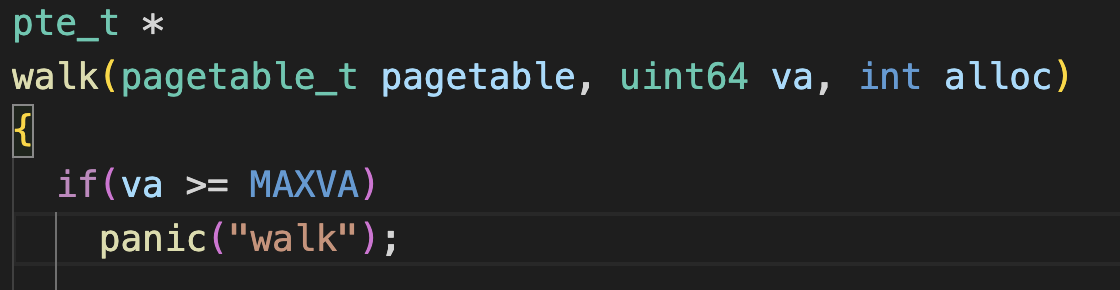 pte_t *
walk(pagetable_t pagetable, uint64 va, int alloc)
{
  if(va >= MAXVA)
    panic("walk");